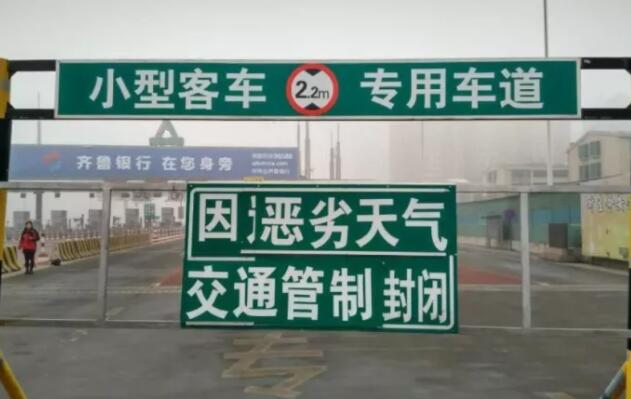 小型客车 2.2m 专用车道
齐鲁银行 在您身旁
因 恶劣天气
交通管制 封闭
专